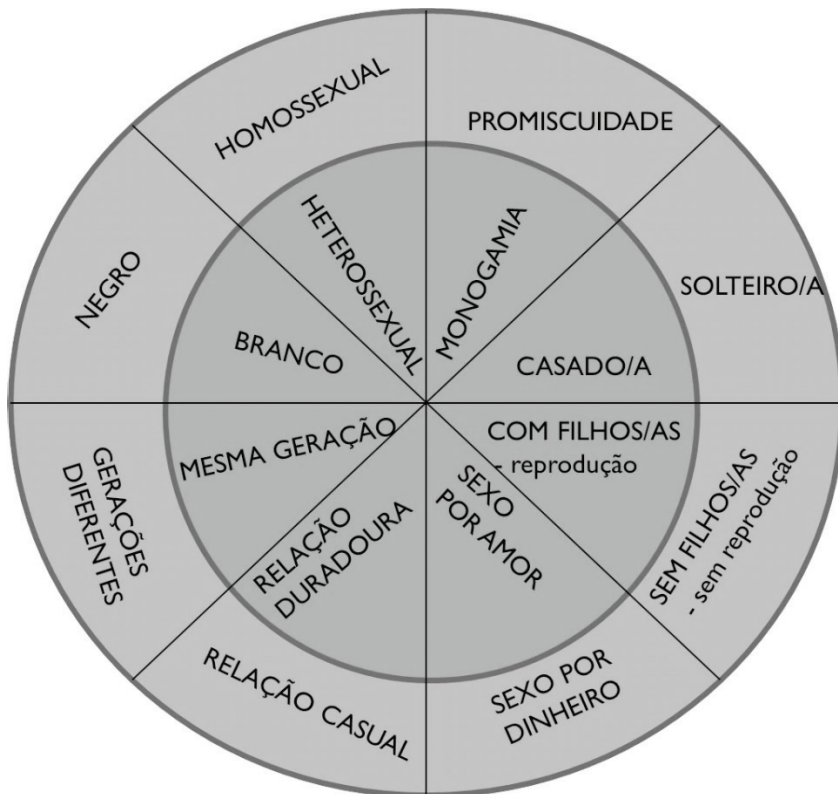 HOMOSSEXUAL
PROMISCUIDADE
SOLTEIRO/A
SEM FILHOS/AS
- sem reprodução
SEXO POR
DINHEIRO
RELAÇÃO CASUAL
GERAÇÕES
DIFERENTES
NEGRO
HETEROSSEXUAL
MONOGAMIA
CASADO/A
COM FILHOS/AS
- reprodução
SEXO
POR AMOR
RELAÇÃO
DURADOURA
MESMA GERAÇÃO
BRANCO